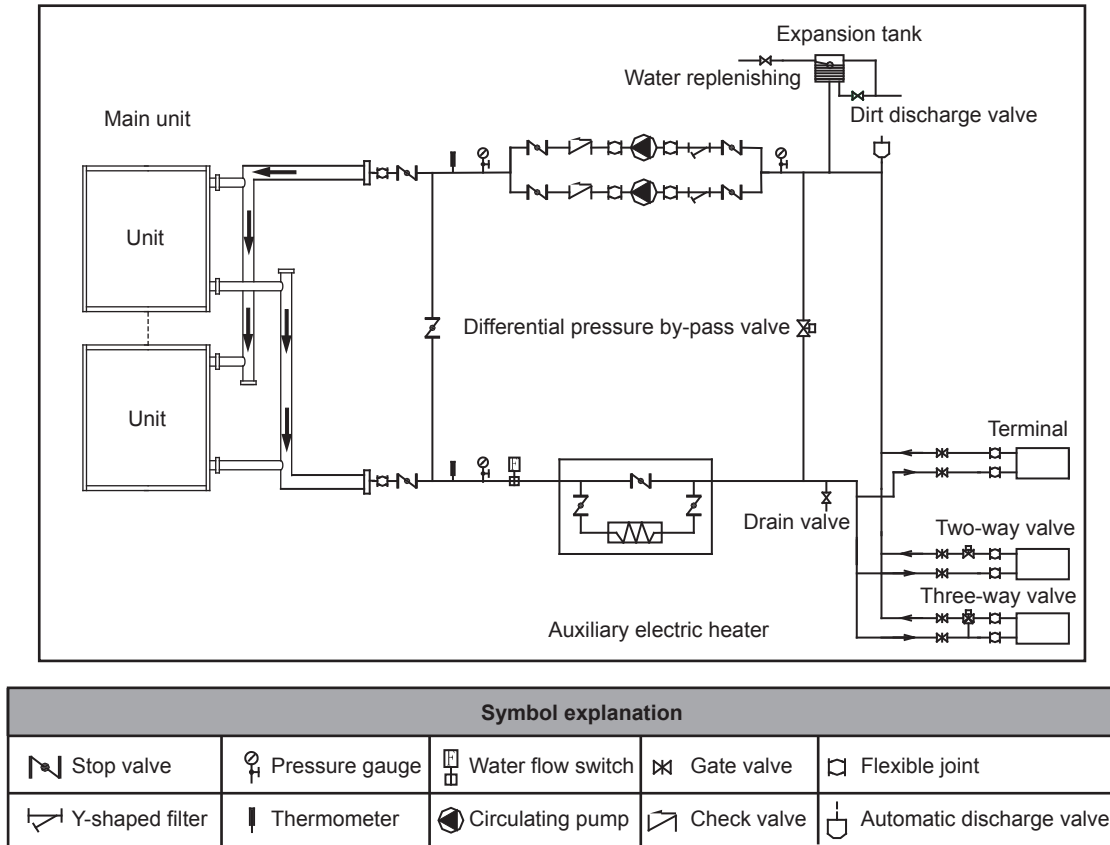 Expansion tank
Water replenishing
Dirt discharge valve
Main unit
Unit
Differential pressure by-pass valve
Unit
Terminal
Drain valve
Two-way valve
Three-way valve
Auxiliary electric heater
Symbol explanation
Stop valve
Pressure gauge
Water flow switch
Gate valve
Flexible joint
Y-shaped filter
Thermometer
Circulating pump
Check valve
Automatic discharge valve